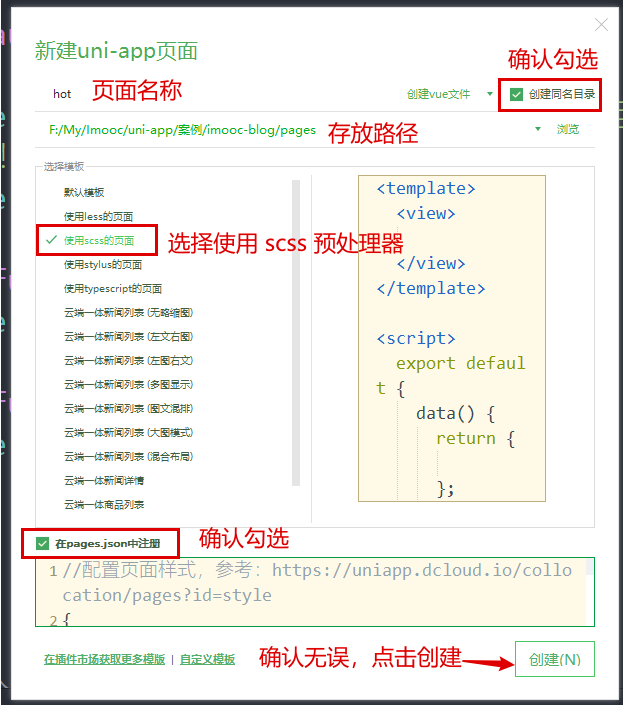 新建uni-app页面
确认勾选
hot 页面名称 创建vue文件 创建同名目录
F:/My/Imooc/uni-app/案例/imooc-blog/pages 存放路径 浏览
选择模板
默认模板
使用less的页面
使用scss的页面 选择使用 scss 预处理器
使用stylus的页面
使用typescript的页面
云端一体新闻列表 (无略缩图)
云端一体新闻列表 (左文右图)
云端一体新闻列表 (左图右文)
云端一体新闻列表 (多图显示)
云端一体新闻列表 (图文混排)
云端一体新闻列表 (大图模式)
云端一体新闻列表 (混合布局)
云端一体新闻详情
云端一体商品列表
<template>
<view>
</view>
</template>
<script>
export defaul
t {
data() {
return {
};
在pages.json中注册 确认勾选
1 //配置页面样式，参考：https://uniapp.dcloud.io/collo
cation/pages?id=style
2 {
在插件市场获取更多模版 | 自定义模板 确认无误，点击创建 创建(N)